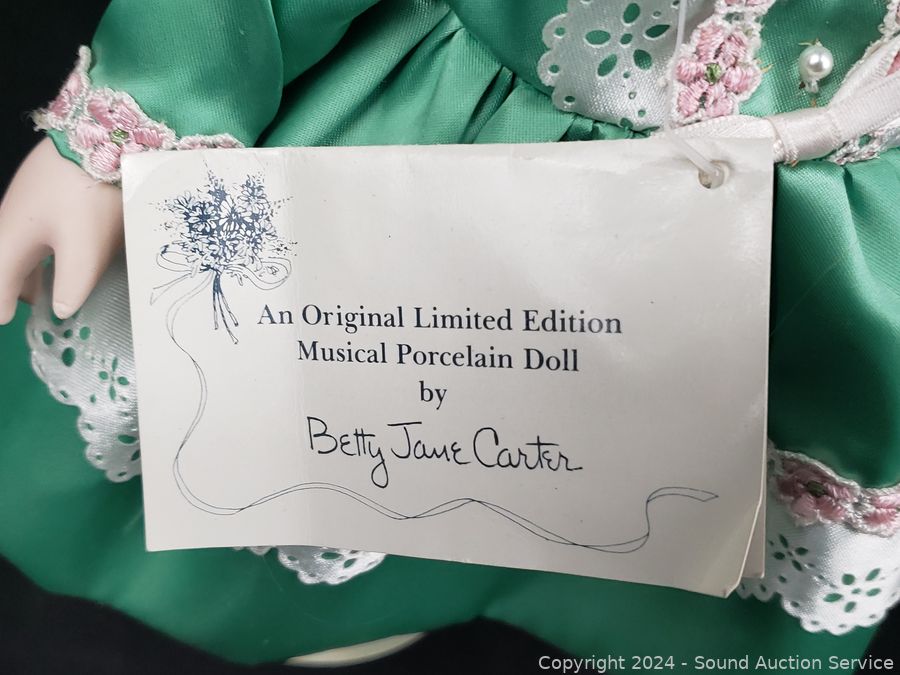 An Original Limited Edition
Musical Porcelain Doll
by
Betty Jane Carter
Copyright 2024 - Sound Auction Service